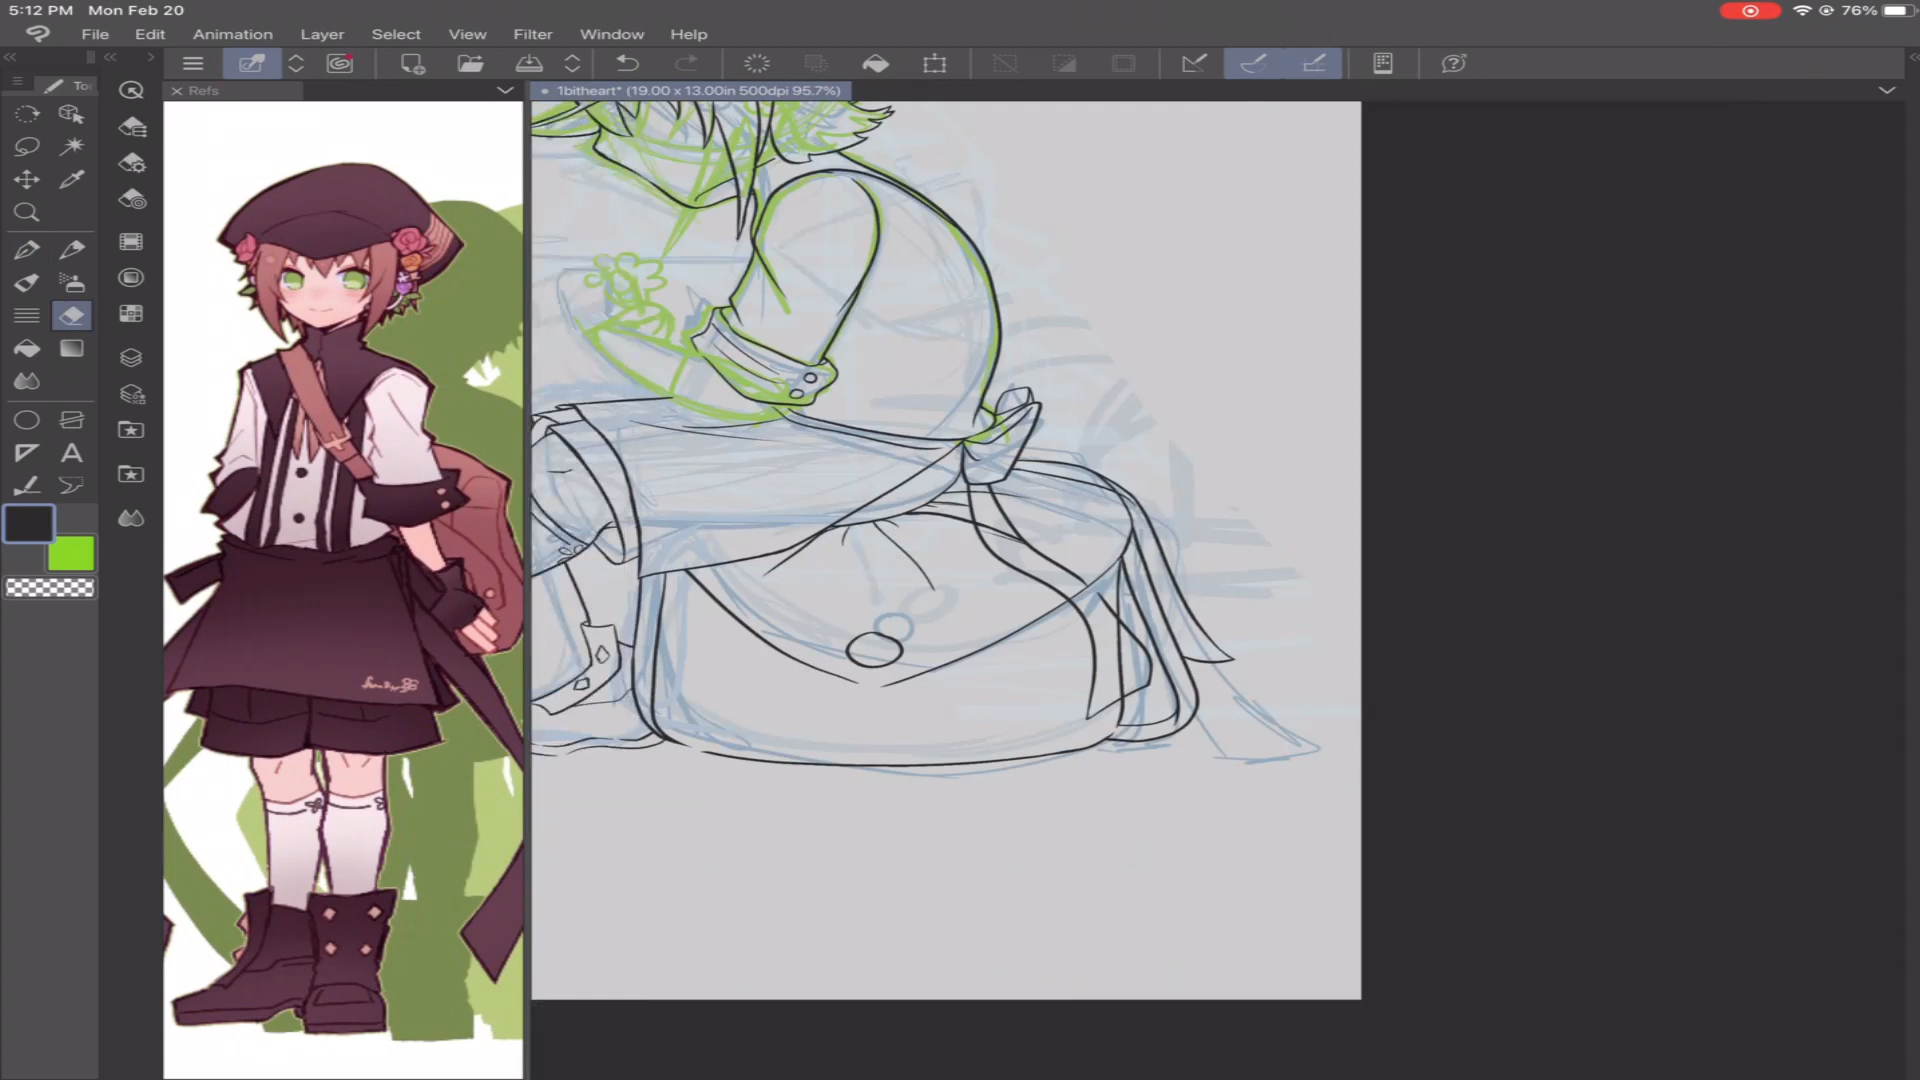 5:12 PM Mon Feb 20
76%
File Edit Animation Layer Select View Filter Window Help
To
Refs
1bitheart* (19.00 x 13.00in 500dpi 95.7%)
A